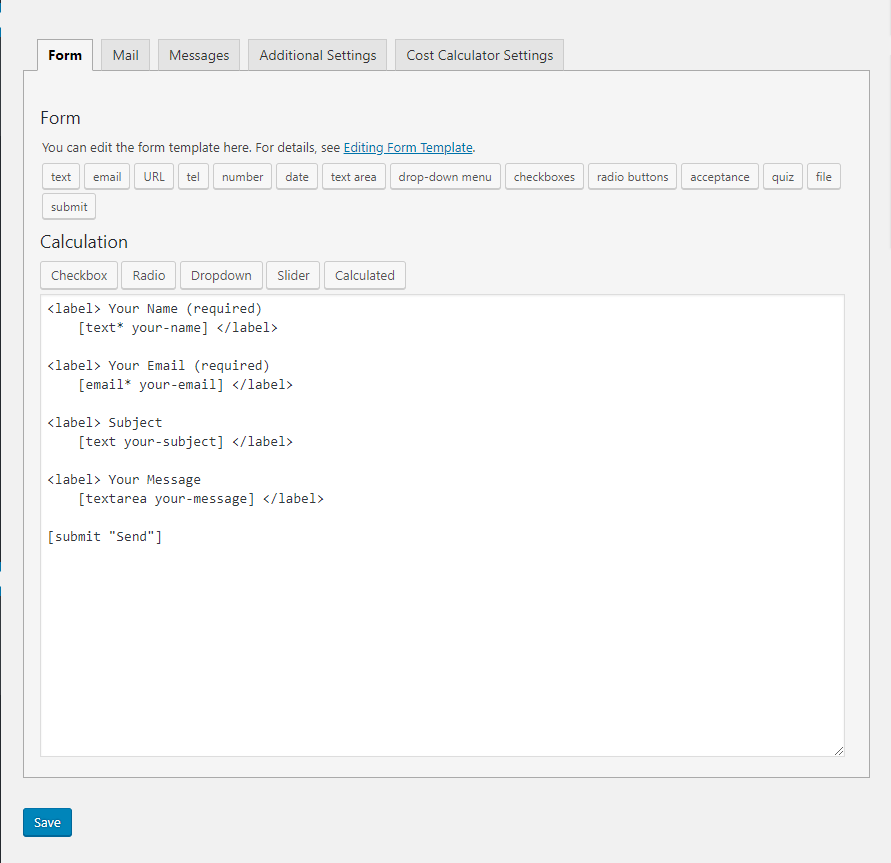 Form Mail Messages Additional Settings Cost Calculator Settings
Form
You can edit the form template here. For details, see Editing Form Template.
text email URL tel number date text area drop-down menu checkboxes radio buttons acceptance quiz file
submit
Calculation
Checkbox Radio Dropdown Slider Calculated
<label> Your Name (required)
    [text* your-name] </label>
<label> Your Email (required)
    [email* your-email] </label>
<label> Subject
    [text your-subject] </label>
<label> Your Message
    [textarea your-message] </label>
[submit "Send"]
Save